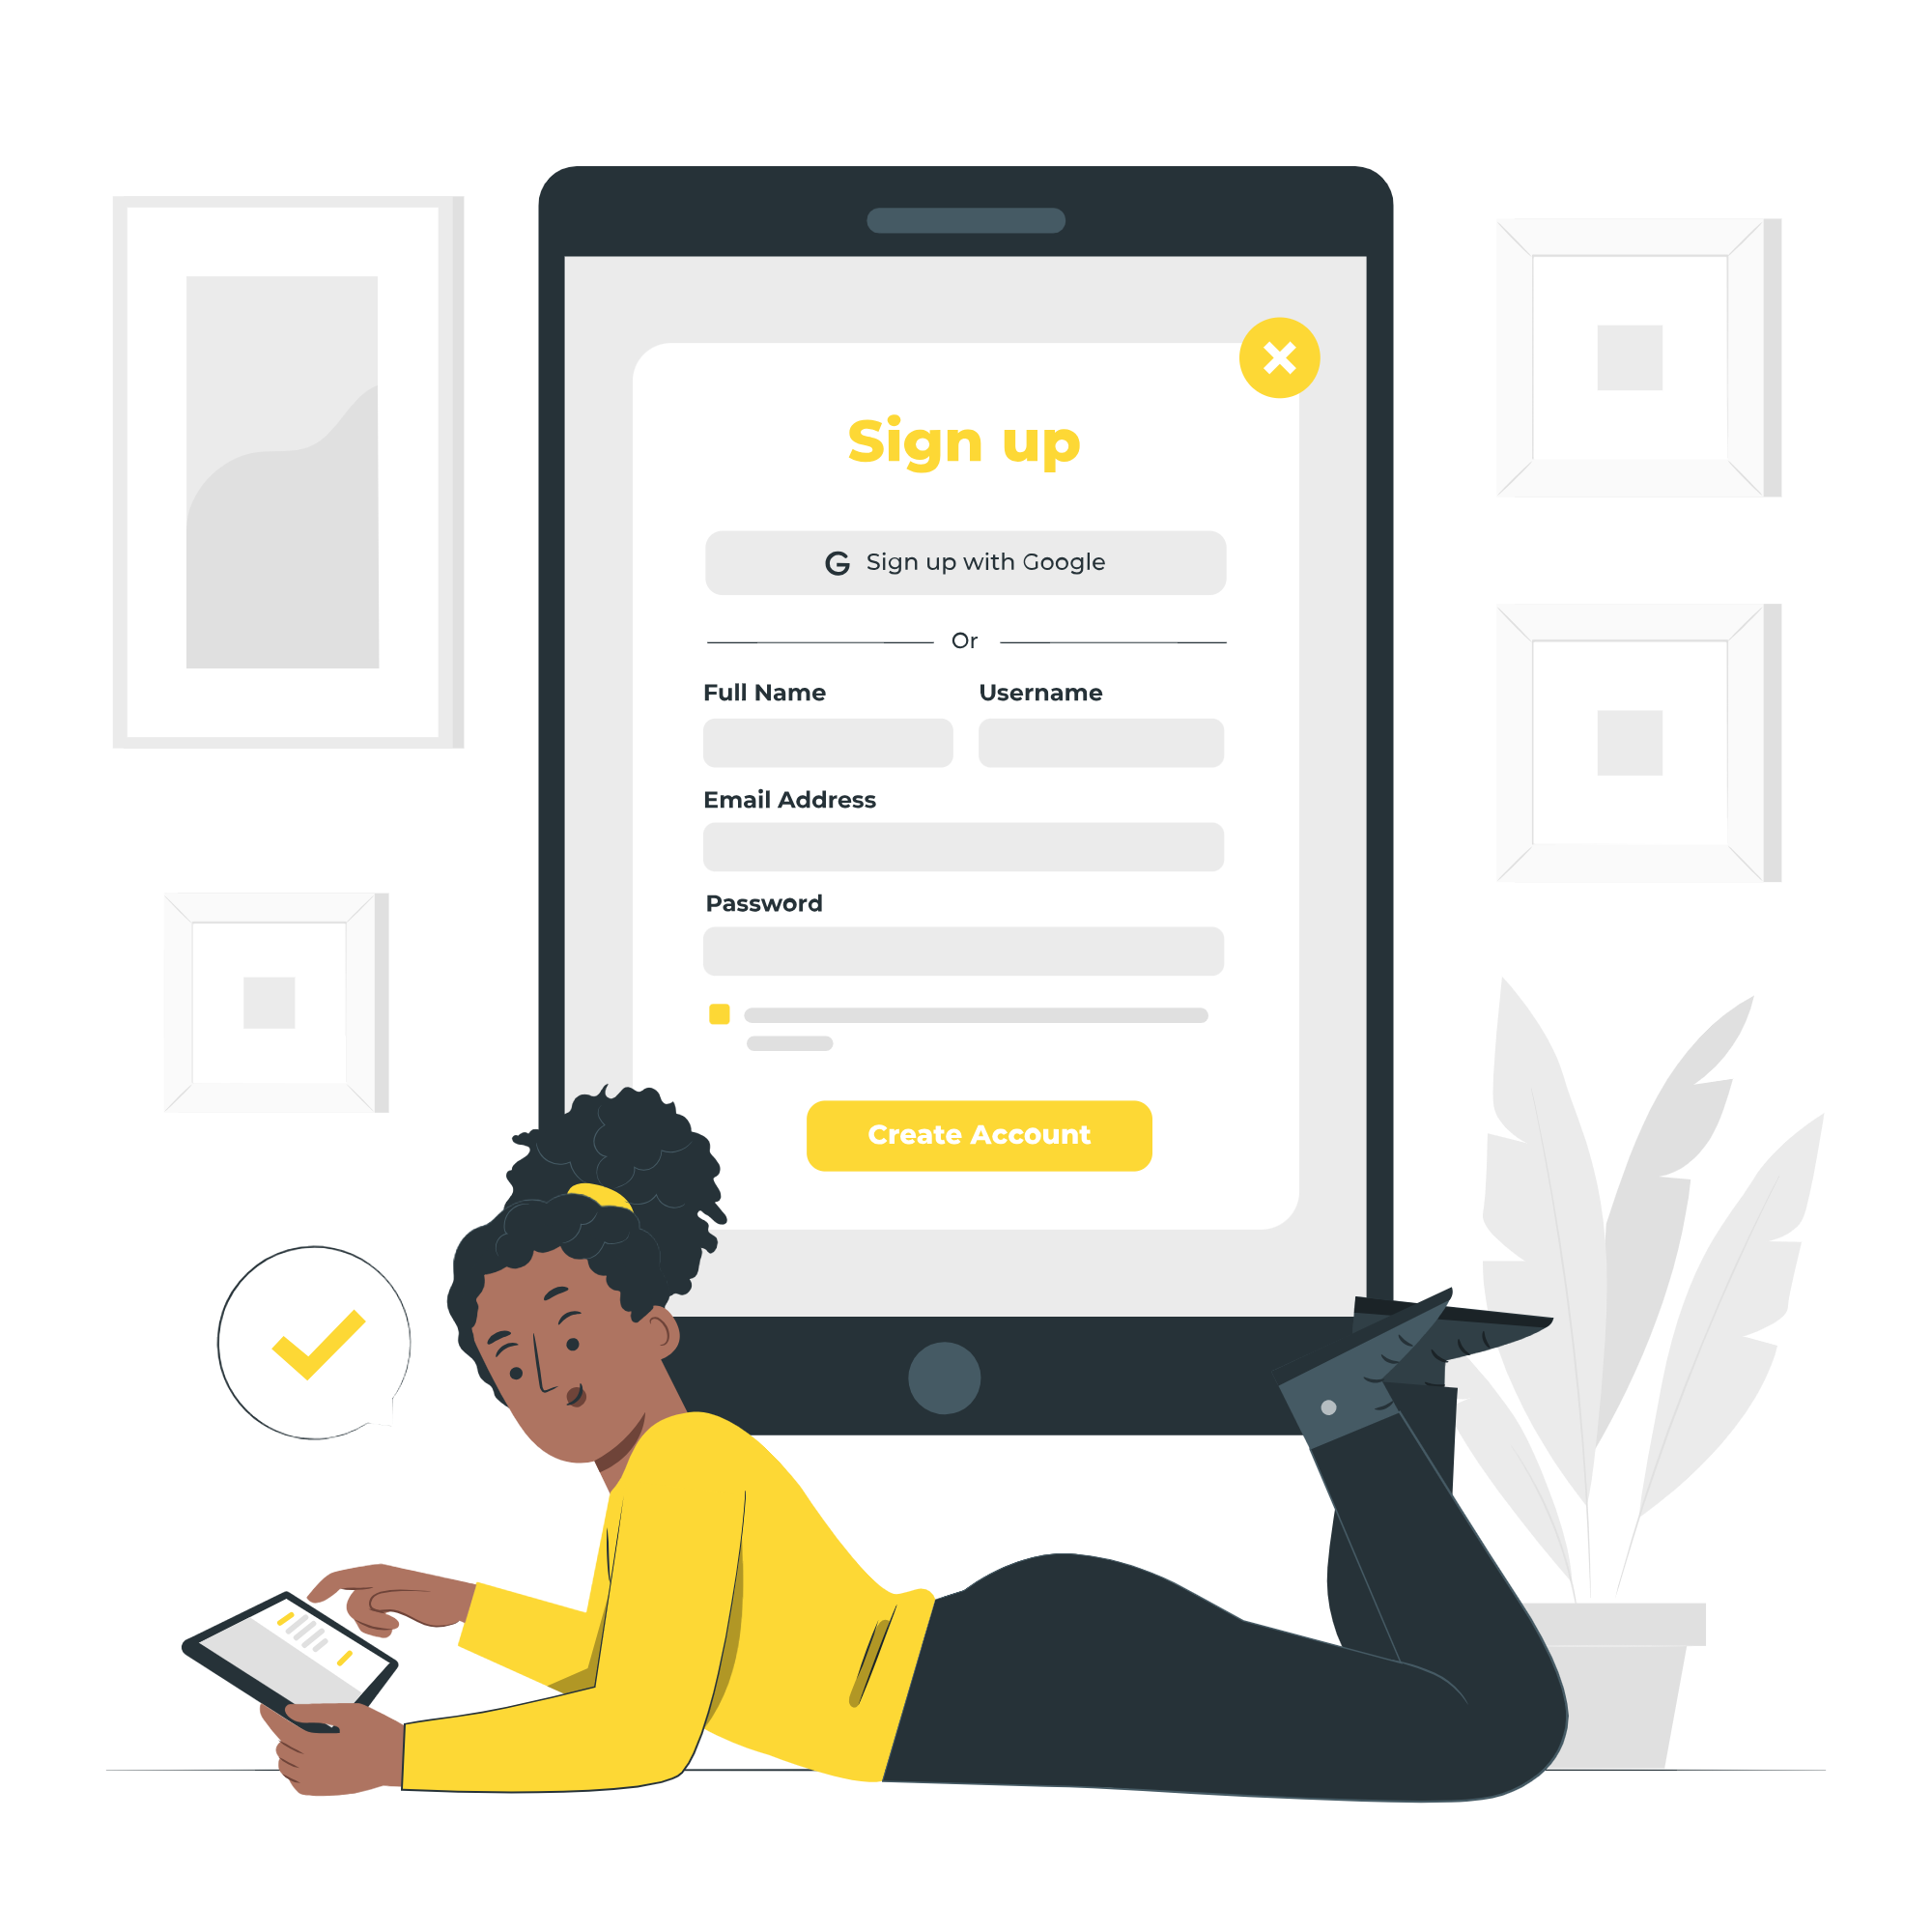 Sign up
G Sign up with Google
Or
Full Name Username
Email Address
Password
Create Account